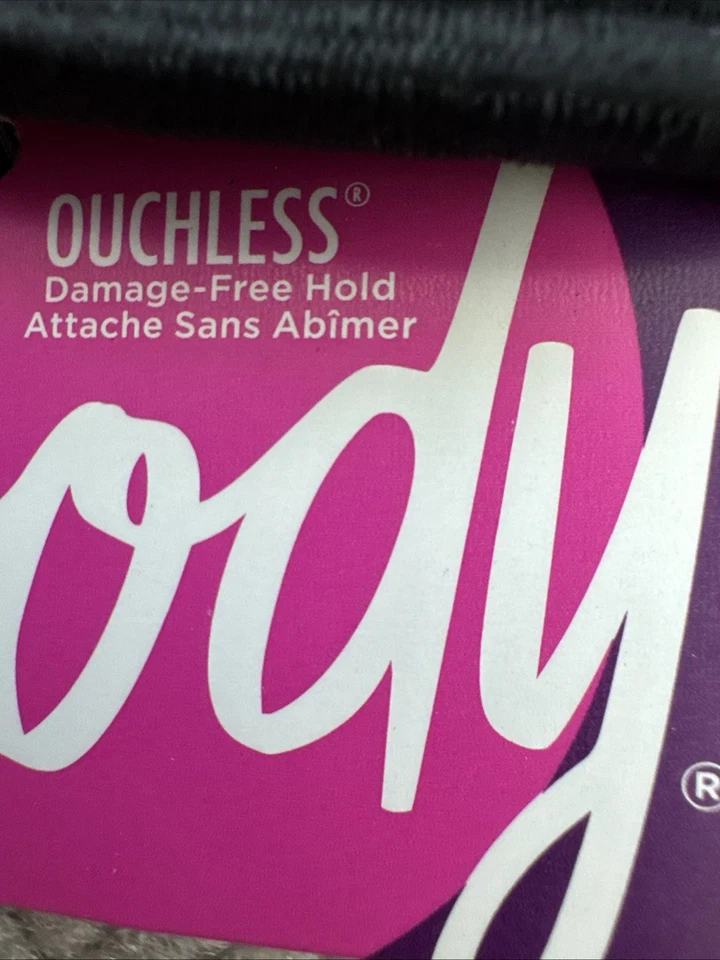 OUCHLESS®
Damage-Free Hold
Attache Sans Abîmer
ody®